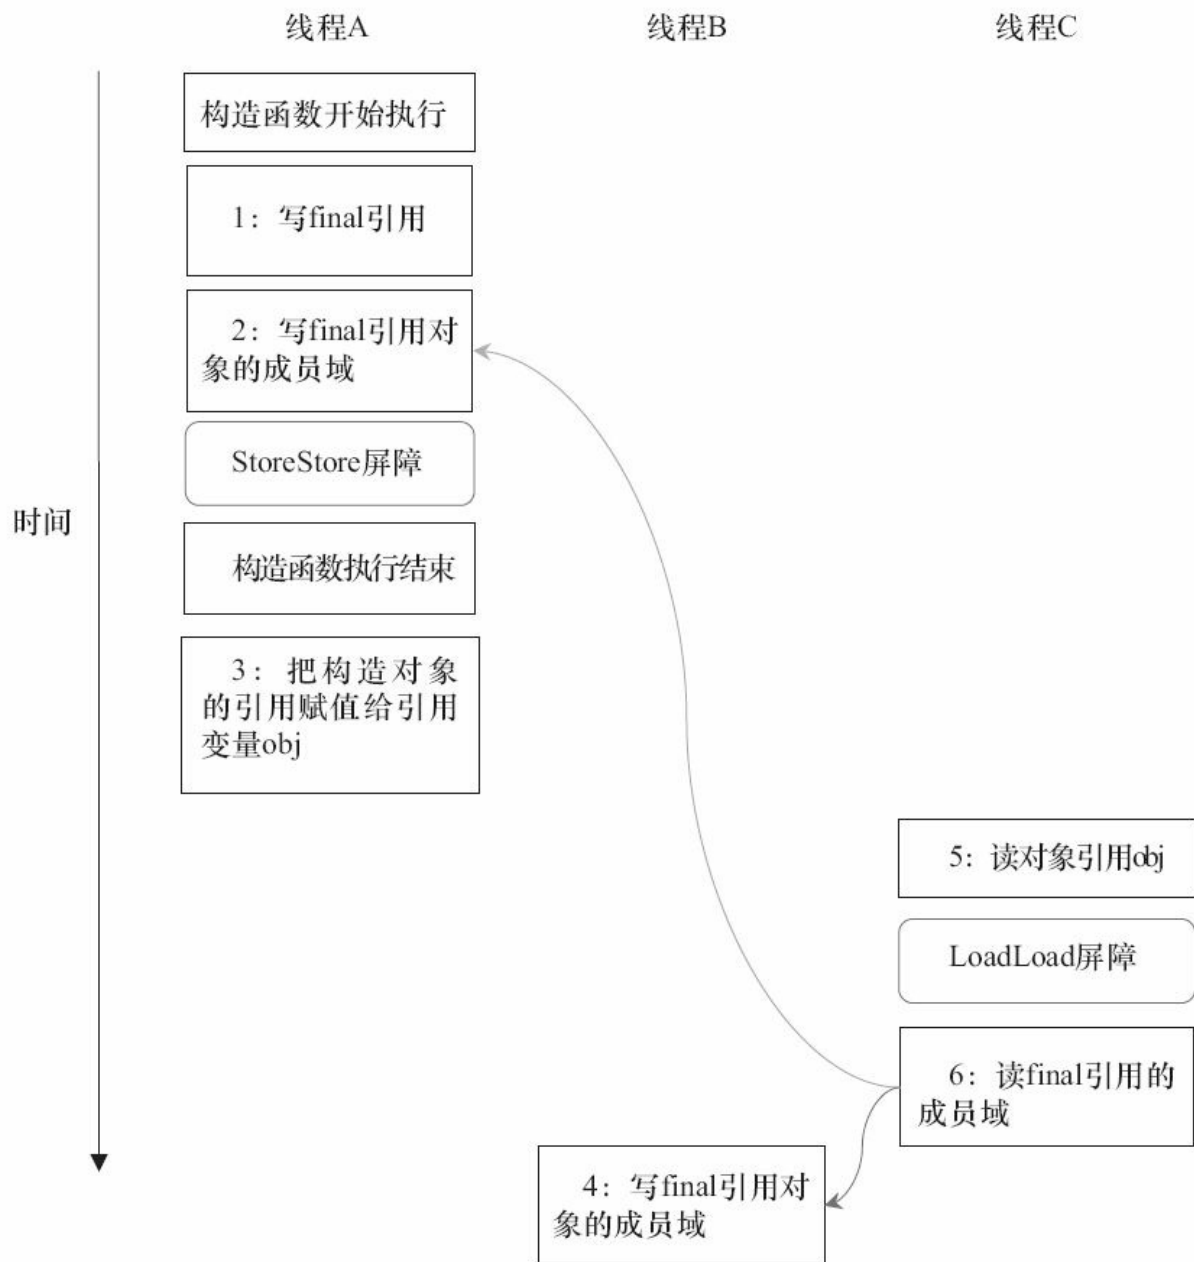 线程A 线程B 线程C
构造函数开始执行
1：写final引用
2：写final引用对
象的成员域
StoreStore屏障
时间
构造函数执行结束
3：把构造对象
的引用赋值给引用
变量obj
5：读对象引用obj
LoadLoad屏障
6：读final引用的
成员域
4：写final引用对
象的成员域